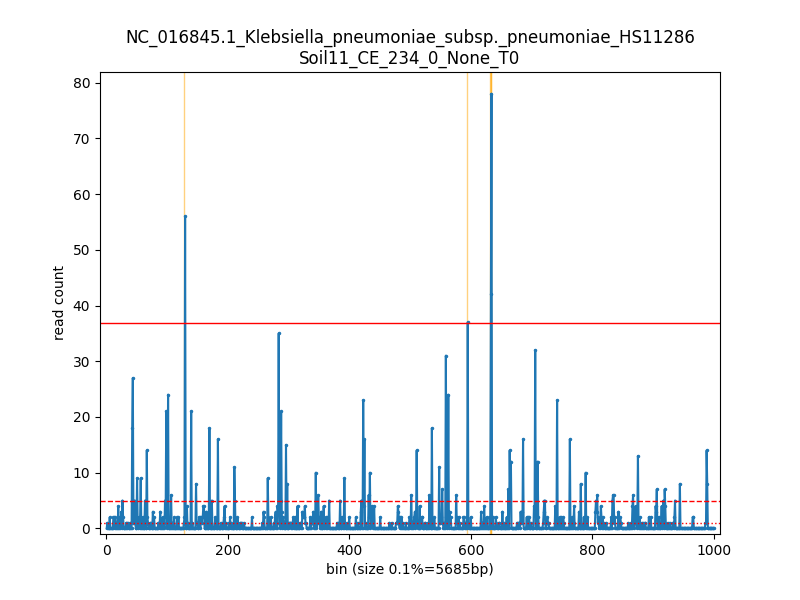 NC_016845.1_Klebsiella_pneumoniae_subsp._pneumoniae_HS11286
Soil11_CE_234_0_None_T0
80
70
60
50
40
30
20
10
0
read count
0 200 400 600 800 1000
bin (size 0.1%=5685bp)